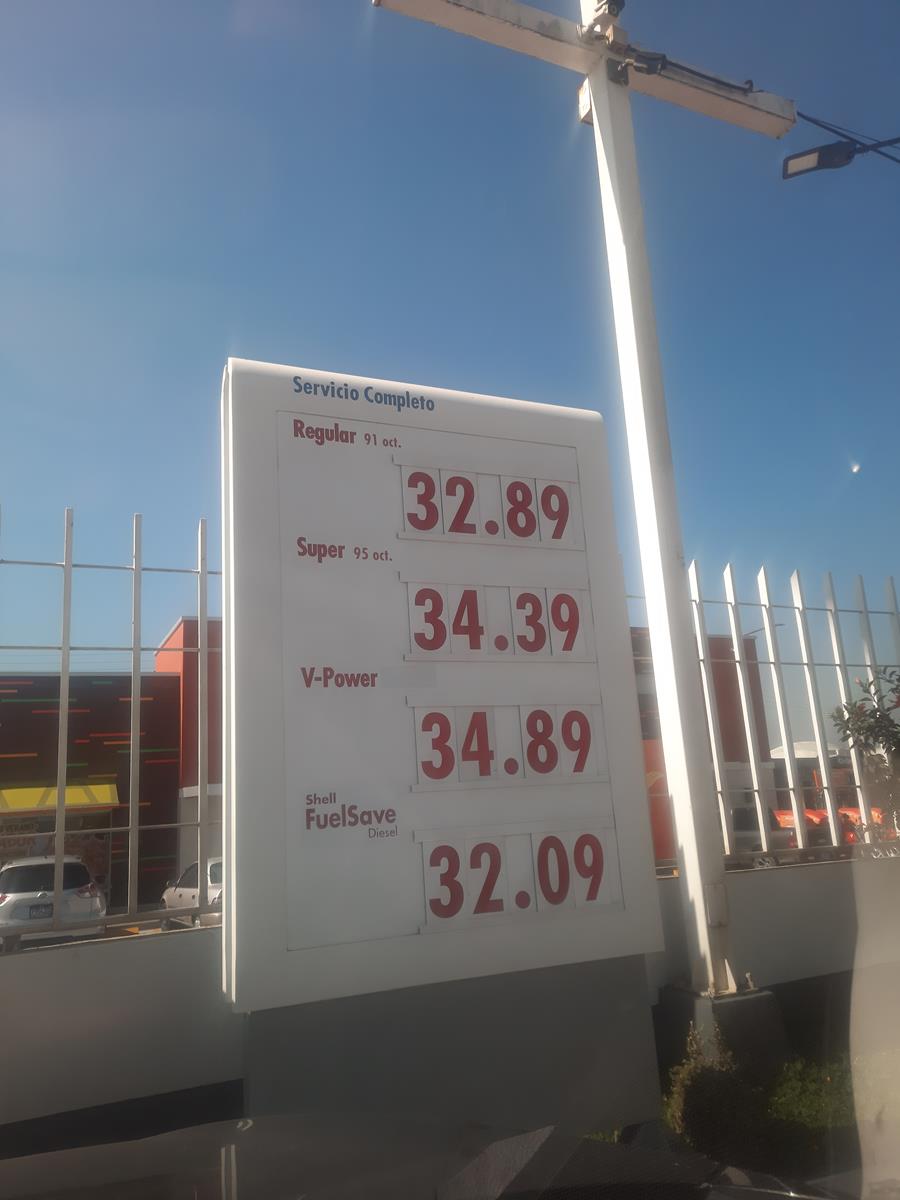 Servicio Completo
Regular 91 oct.
32.89
Super 95 oct.
34.39
V-Power
34.89
Shell
FuelSave
Diesel
32.09